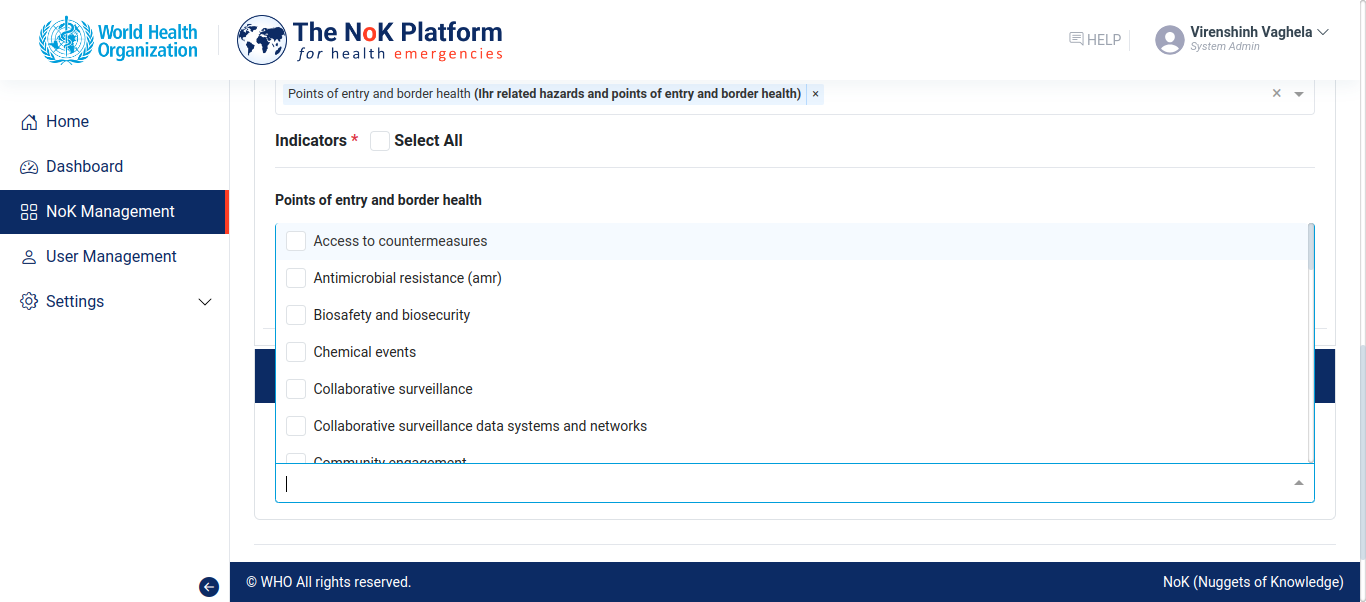 World Health
Organization
The NoK Platform
for health emergencies
HELP
Virenshinh Vaghela
System Admin
Home
Dashboard
NoK Management
User Management
Settings
Points of entry and border health (Ihr related hazards and points of entry and border health) ×
Indicators * Select All
Points of entry and border health
Access to countermeasures
Antimicrobial resistance (amr)
Biosafety and biosecurity
Chemical events
Collaborative surveillance
Collaborative surveillance data systems and networks
Community engagement
© WHO All rights reserved.
NoK (Nuggets of Knowledge)